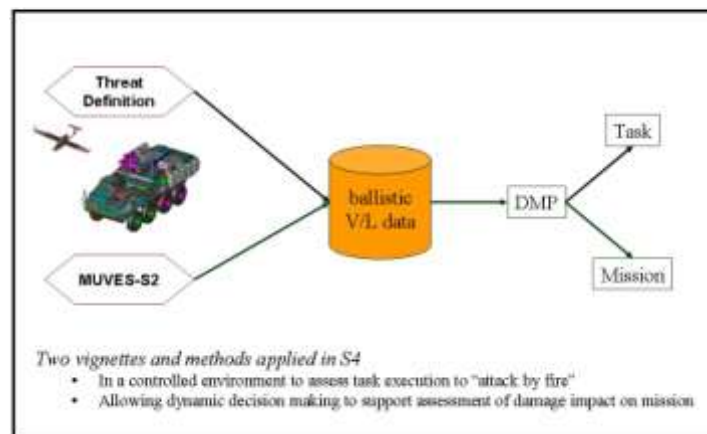 Threat
Definition
Task
ballistic
V/L data
DMP
MUVES-S2
Mission
Two vignettes and methods applied in S4
• In a controlled environment to assess task execution to “attack by fire”
• Allowing dynamic decision making to support assessment of damage impact on mission